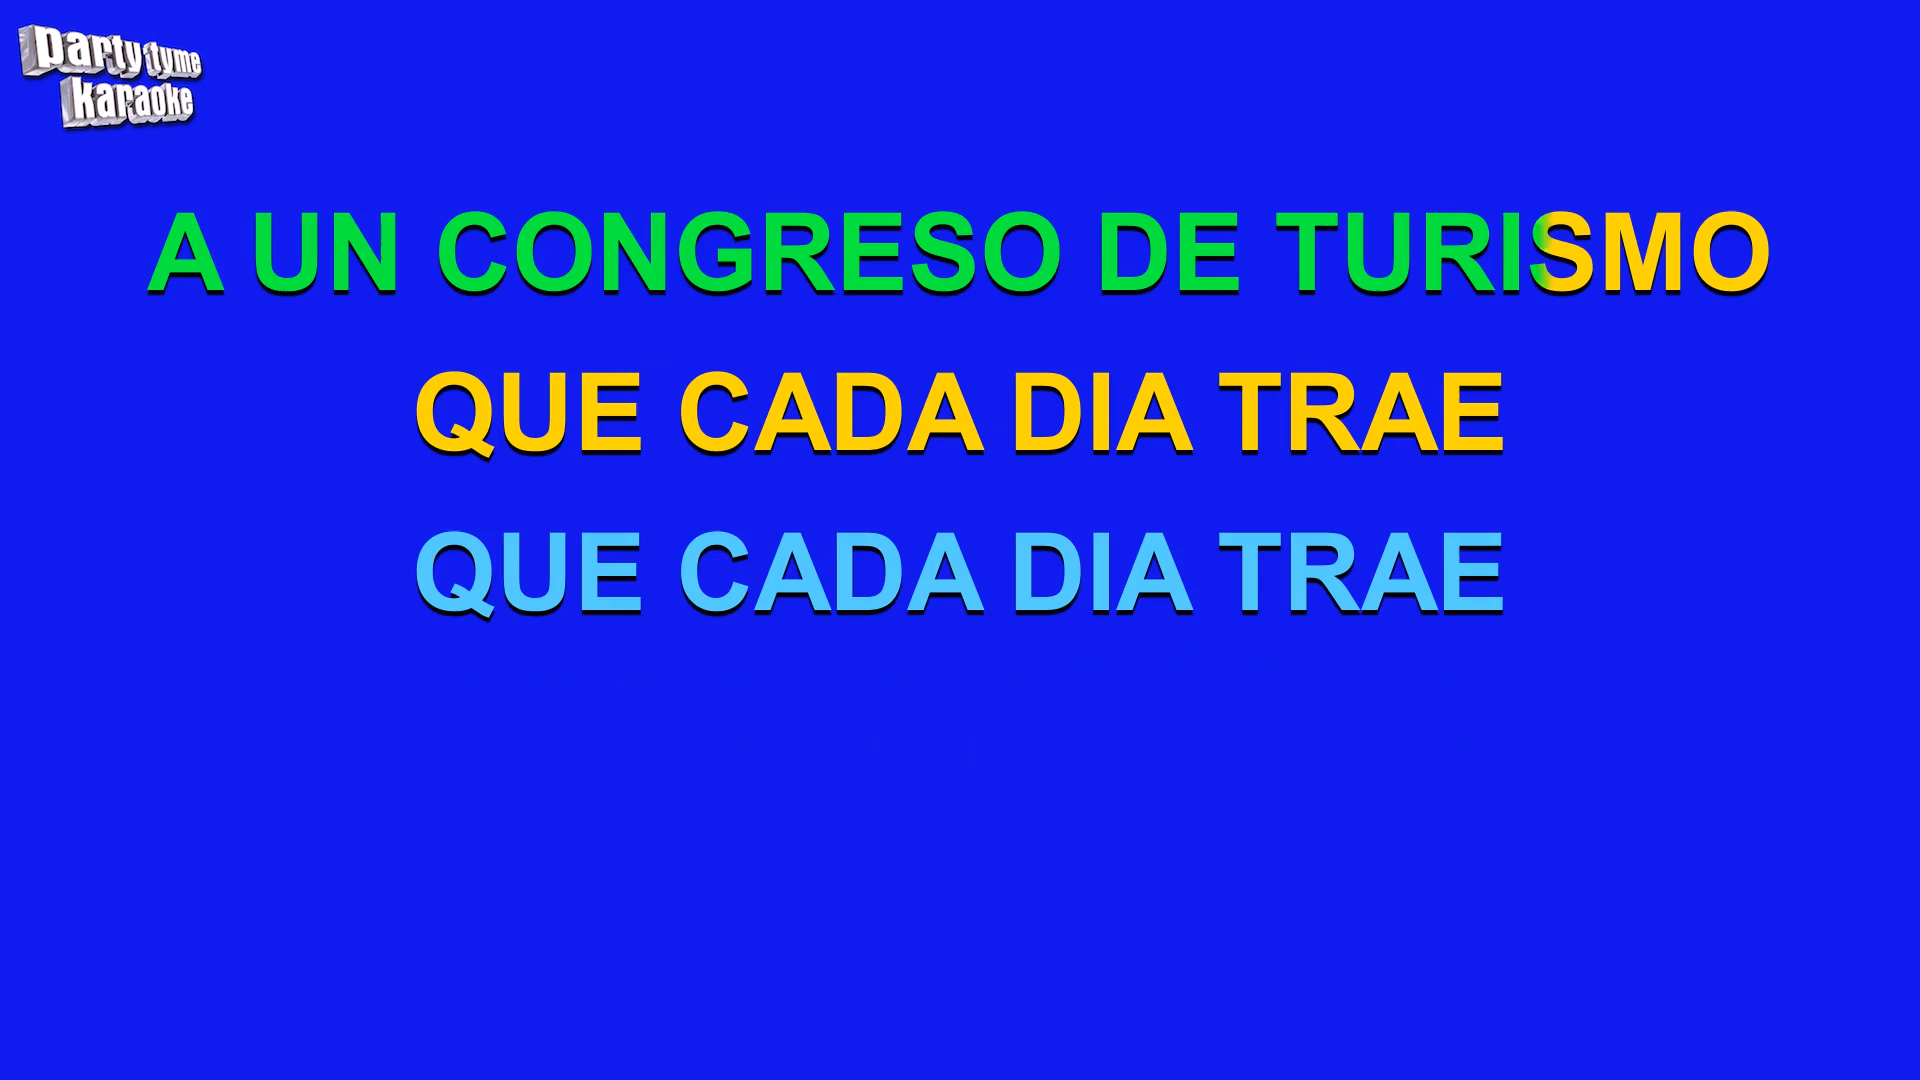 party tyme
karaoke
A UN CONGRESO DE TURISMO
QUE CADA DIA TRAE
QUE CADA DIA TRAE